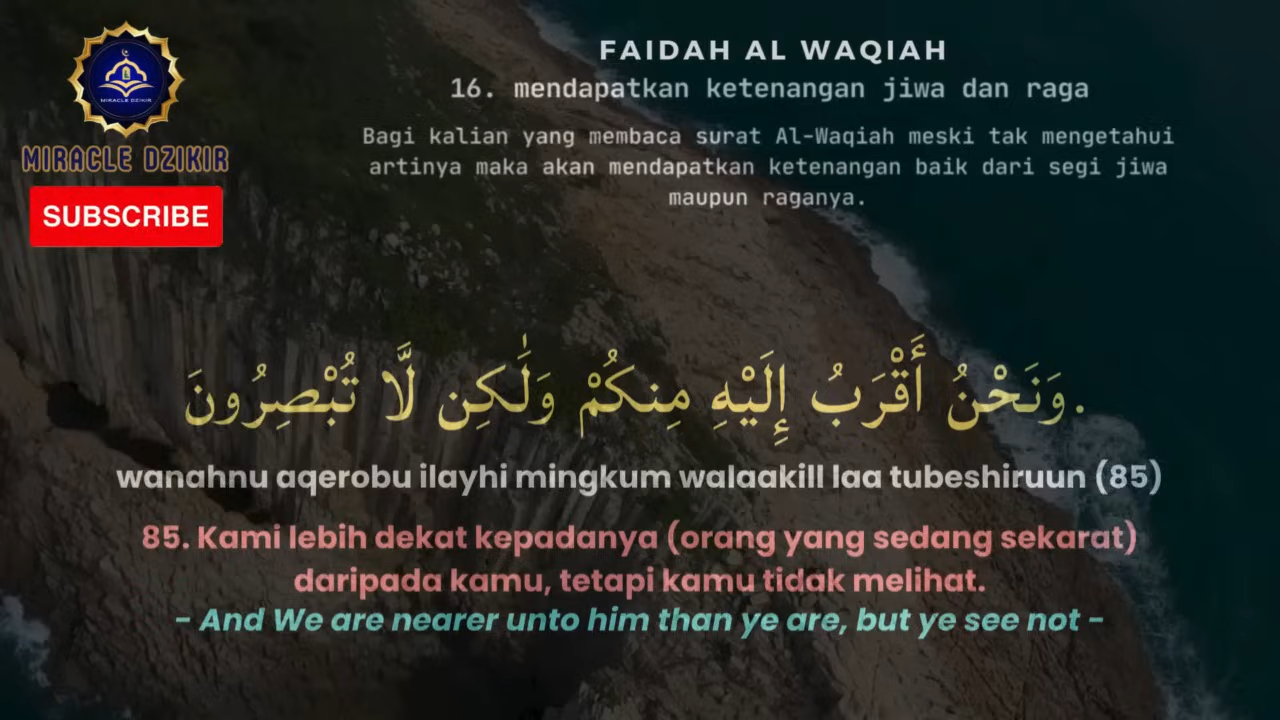 FAIDAH AL WAQIAH
16. mendapatkan ketenangan jiwa dan raga
Bagi kalian yang membaca surat Al-Waqiah meski tak mengetahui
artinya maka akan mendapatkan ketenangan baik dari segi jiwa
maupun raganya.
MIRACLE DZIKIR
MIRACLE DZIKIR
SUBSCRIBE
وَنَحْنُ أَقْرَبُ إِلَيْهِ مِنكُمْ وَلَٰكِن لَّا تُبْصِرُونَ.
wanahnu aqerobu ilayhi mingkum walaakill laa tubeshiruun (85)
85. Kami lebih dekat kepadanya (orang yang sedang sekarat)
daripada kamu, tetapi kamu tidak melihat.
- And We are nearer unto him than ye are, but ye see not -